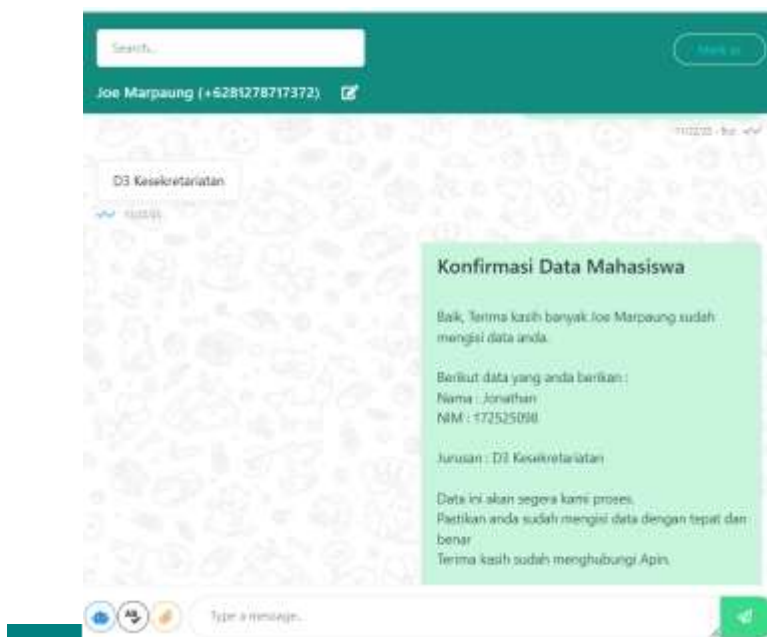 Search...
Joe Marpaung (+6281278717372)
D3 Kesekretariatan
Konfirmasi Data Mahasiswa
Baik, Terima kasih banyak Joe Marpaung sudah
mengisi data anda.
Berikut data yang anda berikan :
Nama : Jonathan
NIM : 172525098
Jurusan : D3 Kesekretariatan
Data ini akan segera kami proses.
Pastikan anda sudah mengisi data dengan tepat dan
benar
Terima kasih sudah menghubungi Apin.
Type a message...